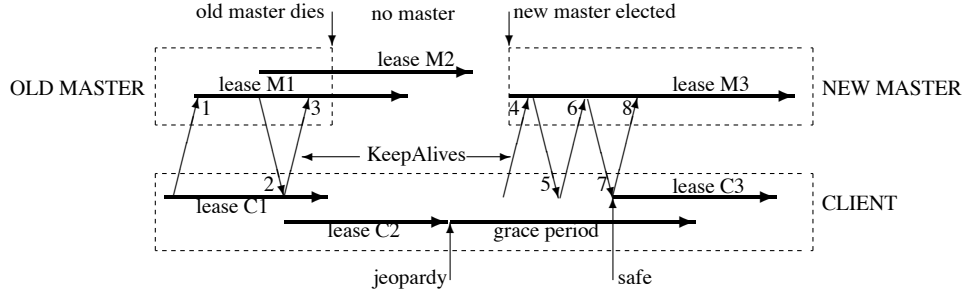 old master dies no master new master elected
lease M2
OLD MASTER lease M1 lease M3 NEW MASTER
1 3 4 6 8
KeepAlives
2 5 7
lease C1 lease C3 CLIENT
lease C2 grace period
jeopardy safe